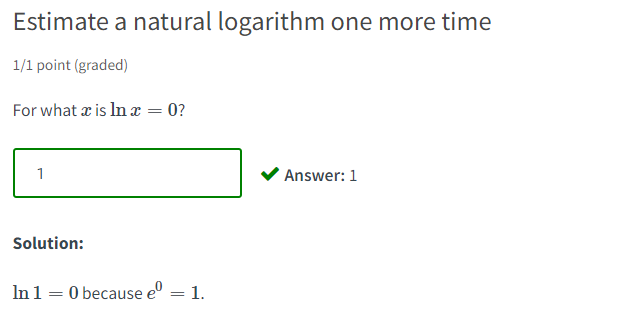 Estimate a natural logarithm one more time
1/1 point (graded)
For what x is ln x = 0?
1
✔ Answer: 1
Solution:
ln 1 = 0 because e⁰ = 1.